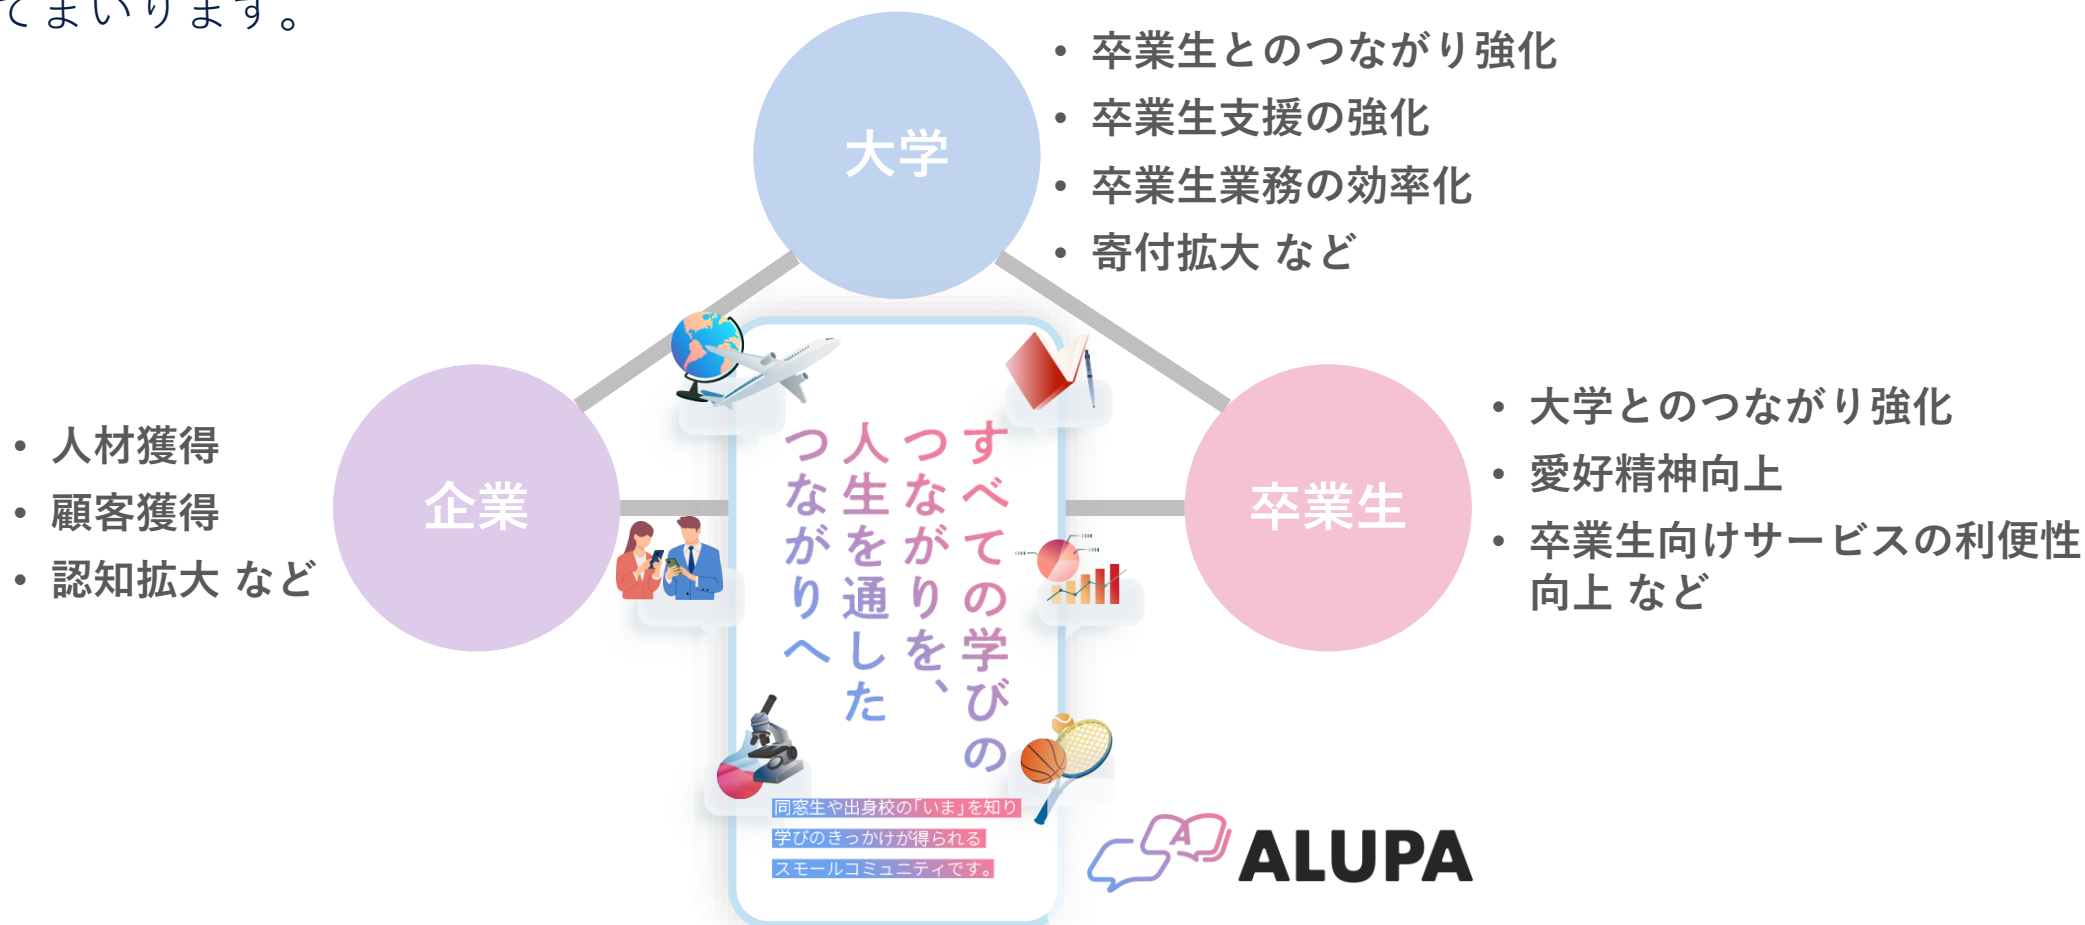 てまいります。
大学
・ 卒業生とのつながり強化
・ 卒業生支援の強化
・ 卒業生業務の効率化
・ 寄付拡大 など
企業
・ 人材獲得
・ 顧客獲得
・ 認知拡大 など
卒業生
・ 大学とのつながり強化
・ 愛好精神向上
・ 卒業生向けサービスの利便性
向上 など
すべての学びの
つながりを、
人生を通した
つながりへ
同窓生や出身校の「いま」を知り
学びのきっかけが得られる
スモールコミュニティです。
A
ALUPA